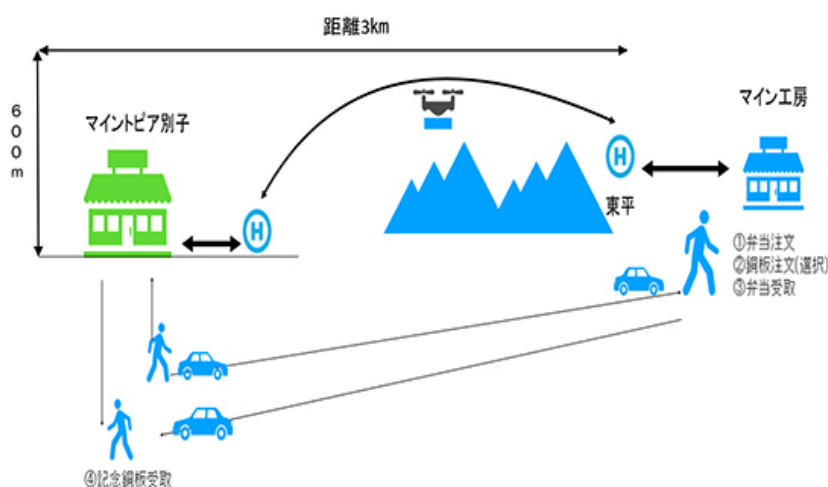 距離3km
600m
マイントピア別子
マイン工房
H
H
東平
①弁当注文
②銅板注文(選択)
③弁当受取
④記念銅板受取